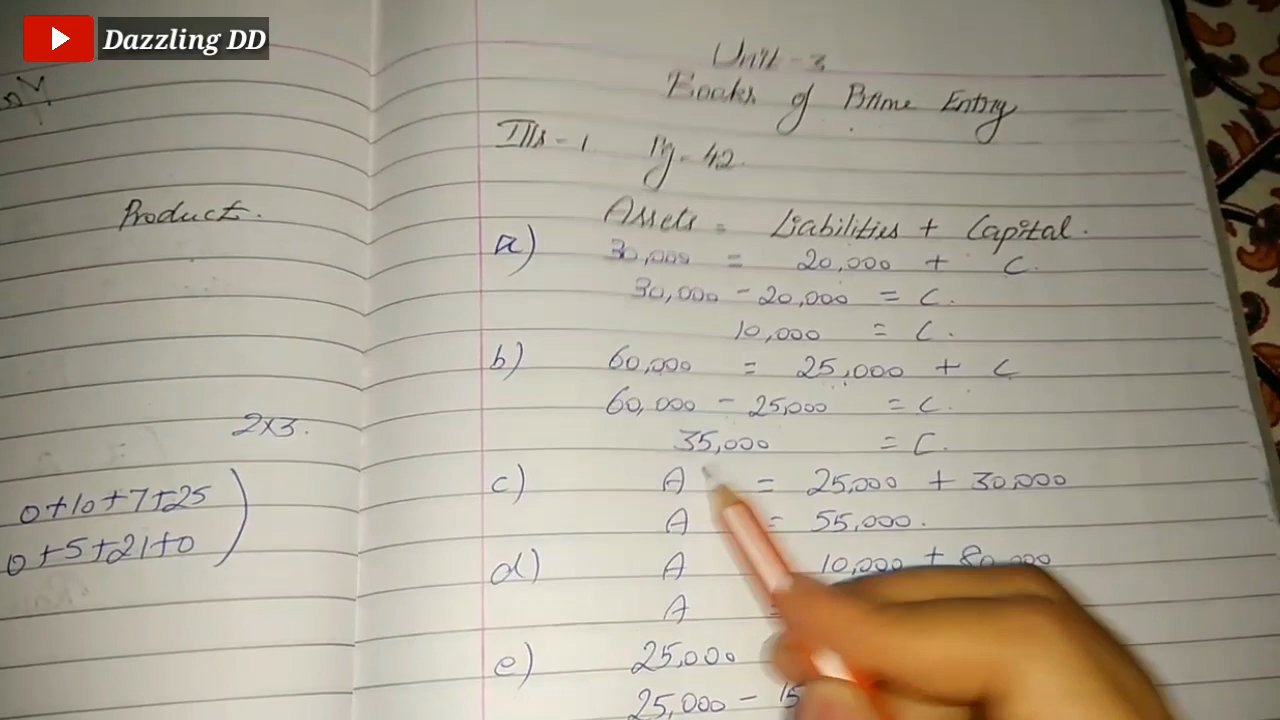 Dazzling DD
Unit - 3
Books of Prime Entry
Ills - 1 Pg - 42.
Product.
Assets = Liabilities + Capital.
a) 30,000 = 20,000 + C.
30,000 - 20,000 = C.
10,000 = C.
b) 60,000 = 25,000 + C
60,000 - 25,000 = C.
35,000 = C.
2x3.
c) A = 25,000 + 30,000
0+10+7+25
A = 55,000.
0+5+21+0
d) A 10,000 + 80,000
A
e) 25,000
25,000 - 15